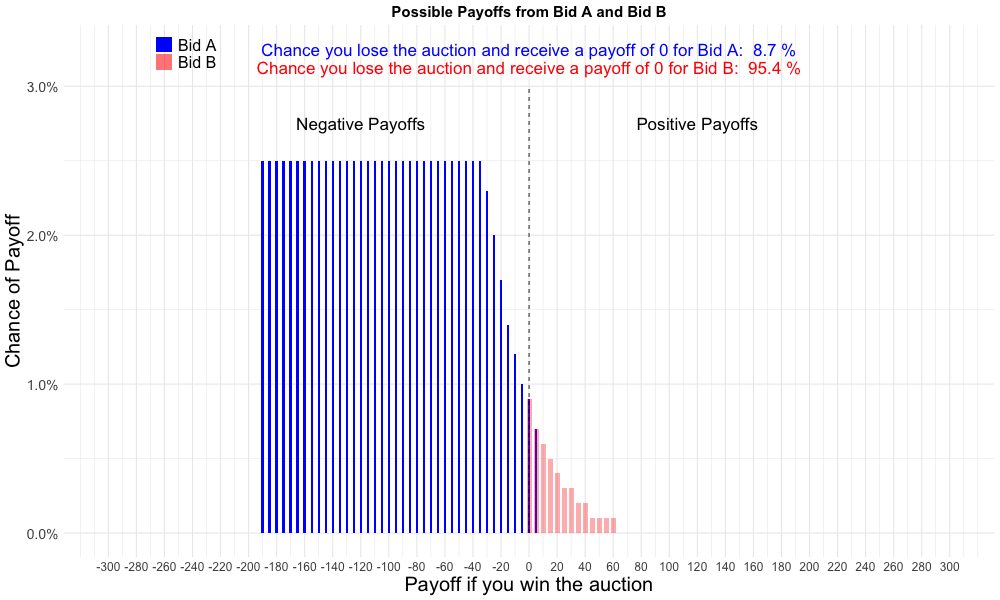 Possible Payoffs from Bid A and Bid B
Bid A
Bid B
Chance you lose the auction and receive a payoff of 0 for Bid A:  8.7 %
Chance you lose the auction and receive a payoff of 0 for Bid B:  95.4 %
Negative Payoffs
Positive Payoffs
Chance of Payoff
3.0%
2.0%
1.0%
0.0%
-300 -280 -260 -240 -220 -200 -180 -160 -140 -120 -100 -80 -60 -40 -20 0 20 40 60 80 100 120 140 160 180 200 220 240 260 280 300
Payoff if you win the auction